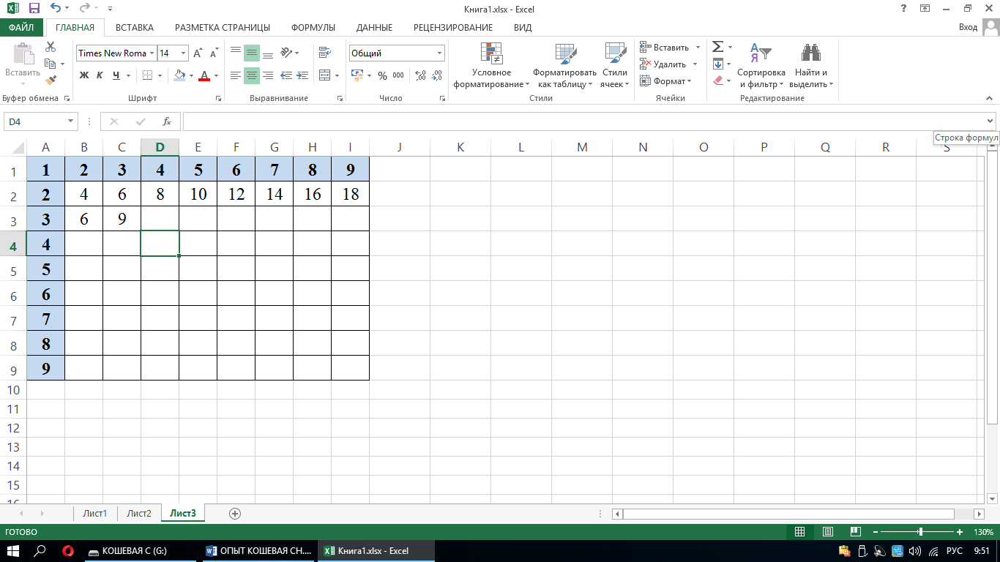 Книга1.xlsx - Excel
ФАЙЛ ГЛАВНАЯ ВСТАВКА РАЗМЕТКА СТРАНИЦЫ ФОРМУЛЫ ДАННЫЕ РЕЦЕНЗИРОВАНИЕ ВИД Вход
Вставить
Буфер обмена
Times New Roma 14
Ж К Ч А
Шрифт
Выравнивание
Общий
% 000
Число
Условное форматирование
Форматировать как таблицу
Стили ячеек
Стили
Вставить
Удалить
Формат
Ячейки
Сортировка и фильтр
Найти и выделить
Редактирование
D4 fx
Строка формул
A B C D E F G H I J K L M N O P Q R S
1 1 2 3 4 5 6 7 8 9
2 2 4 6 8 10 12 14 16 18
3 3 6 9
4 4
5 5
6 6
7 7
8 8
9 9
10
11
12
13
14
15
16
Лист1 Лист2 Лист3
ГОТОВО 130%
КОШЕВАЯ С (G:) ОПЫТ КОШЕВАЯ СН.... Книга1.xlsx - Excel РУС 9:51